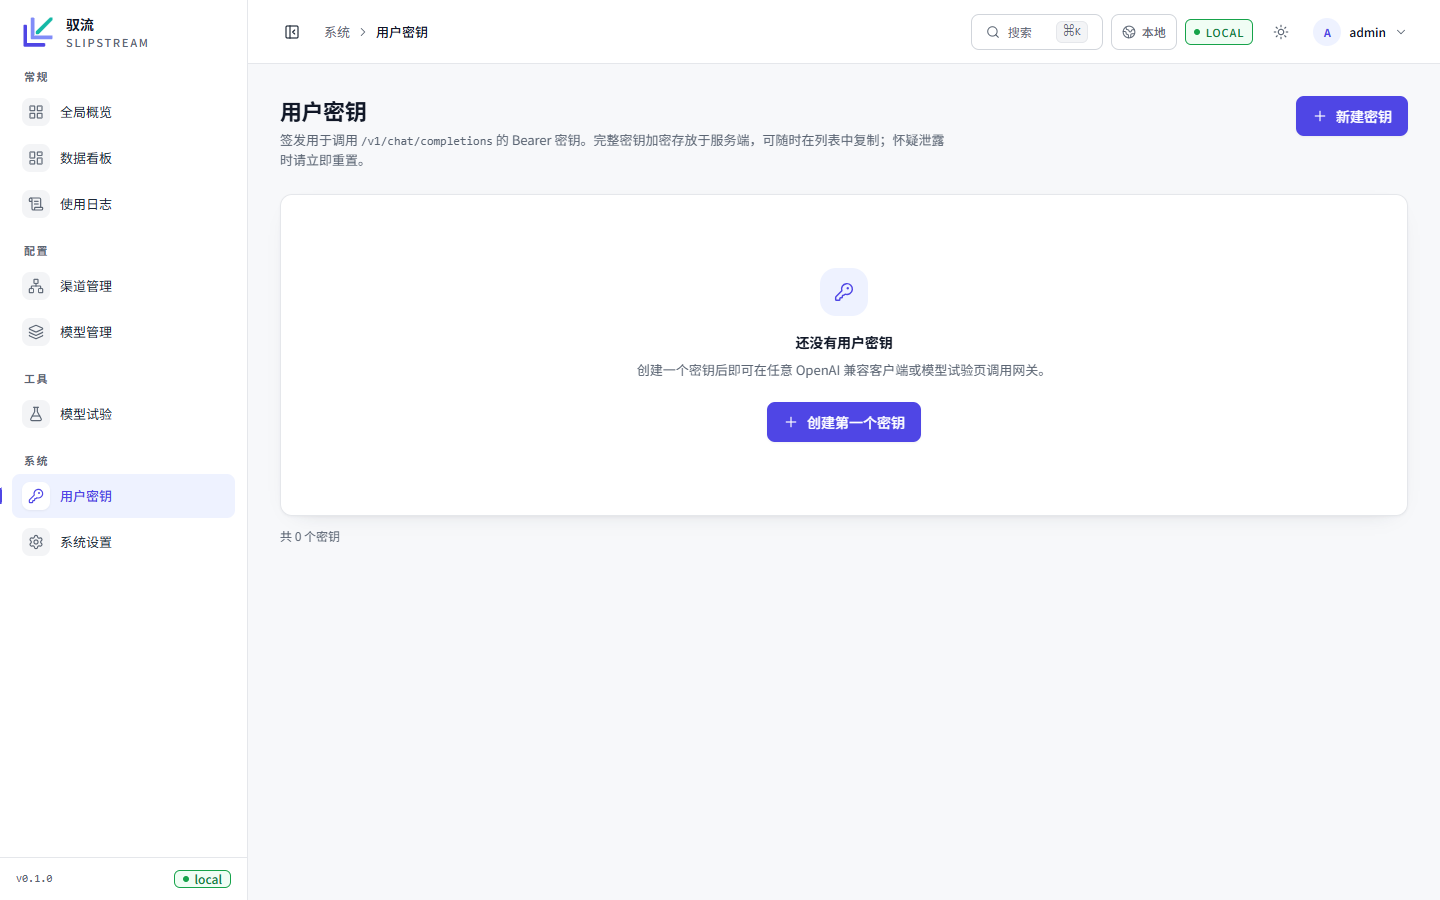 驭流
SLIPSTREAM
常规
全局概览
数据看板
使用日志
配置
渠道管理
模型管理
工具
模型试验
系统
用户密钥
系统设置
v0.1.0
local
系统
用户密钥
搜索
⌘K
本地
LOCAL
A
admin
用户密钥
新建密钥
签发用于调用 /v1/chat/completions 的 Bearer 密钥。完整密钥加密存放于服务端，可随时在列表中复制；怀疑泄露
时请立即重置。
还没有用户密钥
创建一个密钥后即可在任意 OpenAI 兼容客户端或模型试验页调用网关。
创建第一个密钥
共 0 个密钥